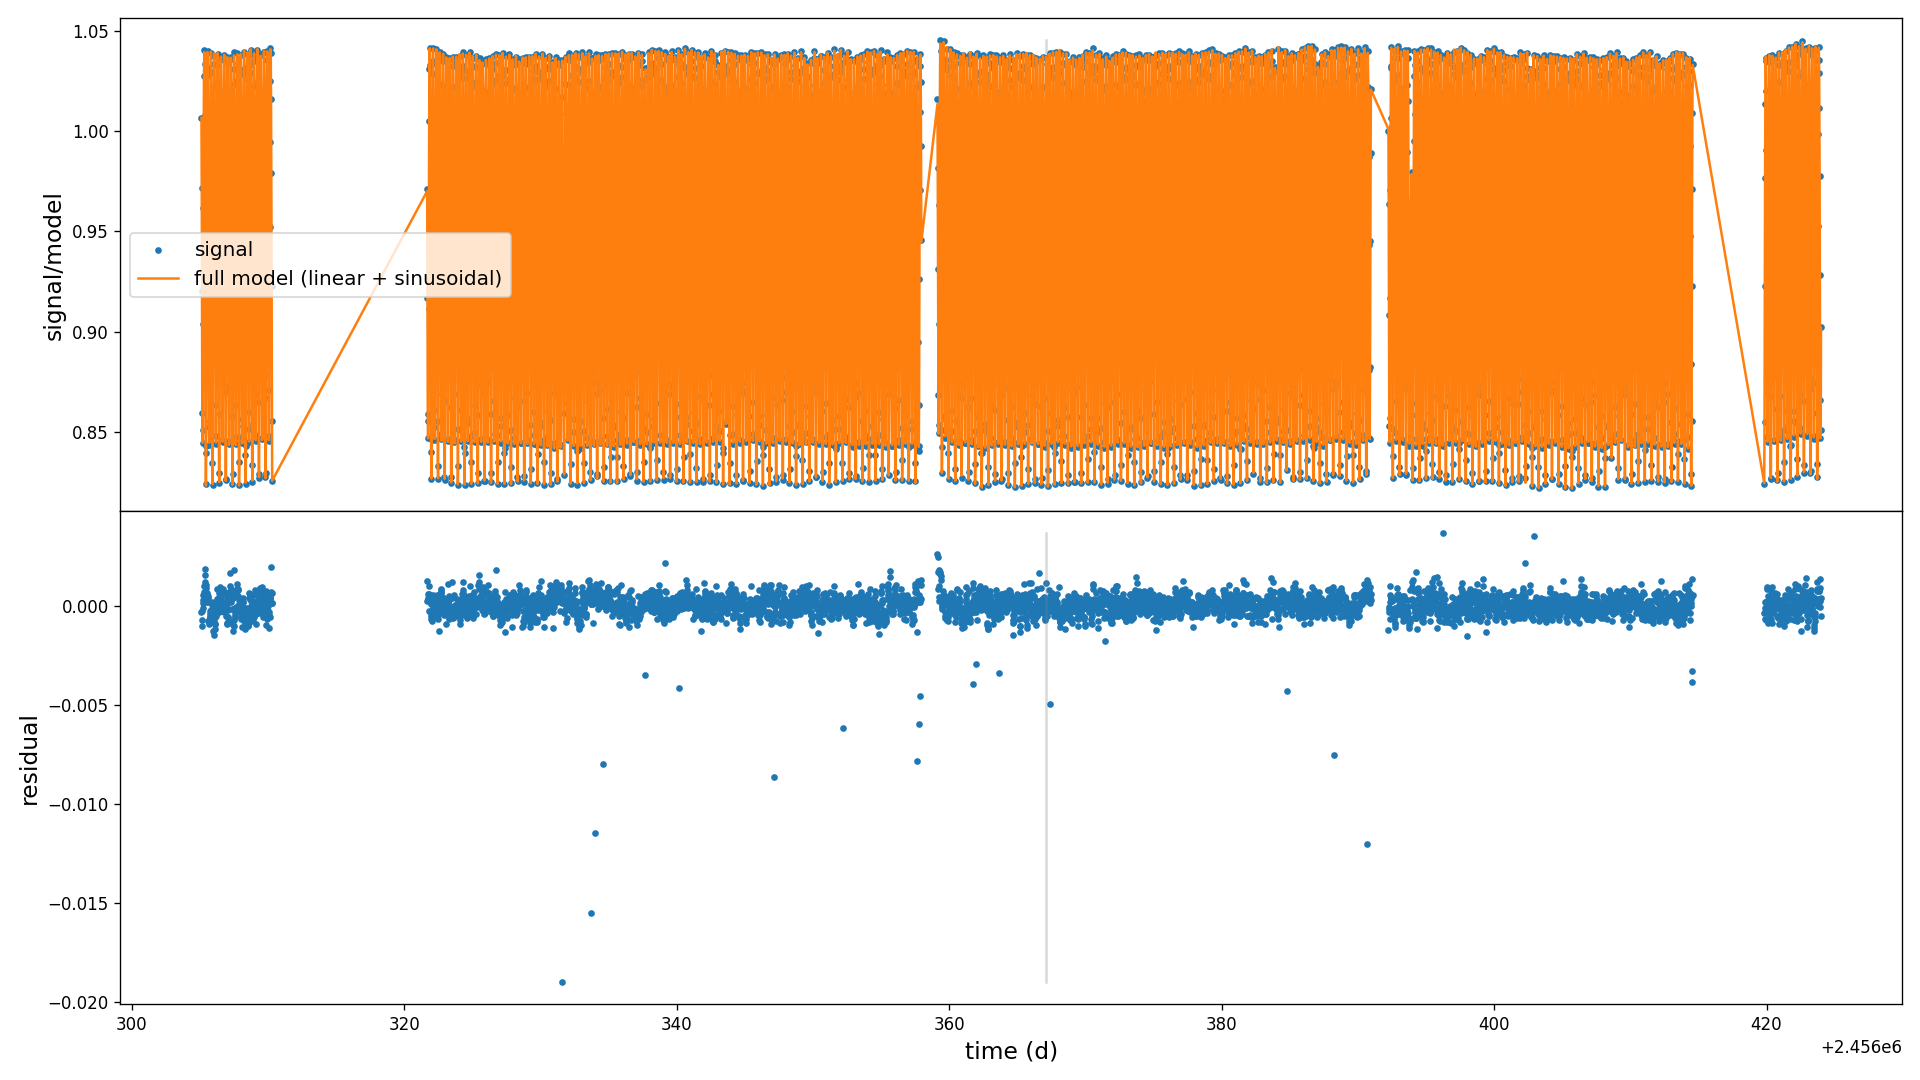 1.05
1.00
0.95
0.90
0.85
signal/model
signal
full model (linear + sinusoidal)
0.000
−0.005
−0.010
−0.015
−0.020
residual
300
320
340
360
380
400
420
time (d)
+2.456e6